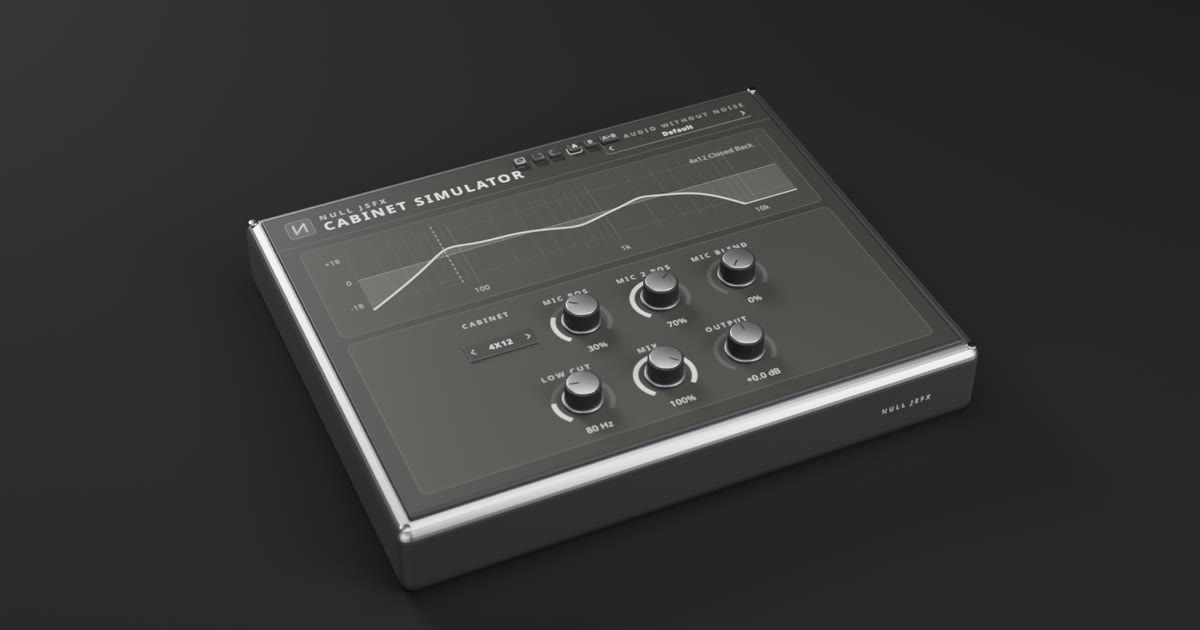 NULL JSFX
CABINET SIMULATOR
A
B
AUDIO WITHOUT NOISE
< Default >
4x12 Closed Back
+18
0
-18
100
1k
10k
CABINET
< 4X12 >
MIC POS
30%
MIC 2 POS
70%
MIC BLEND
0%
LOW CUT
80 Hz
MIX
100%
OUTPUT
+0.0 dB
NULL JSFX